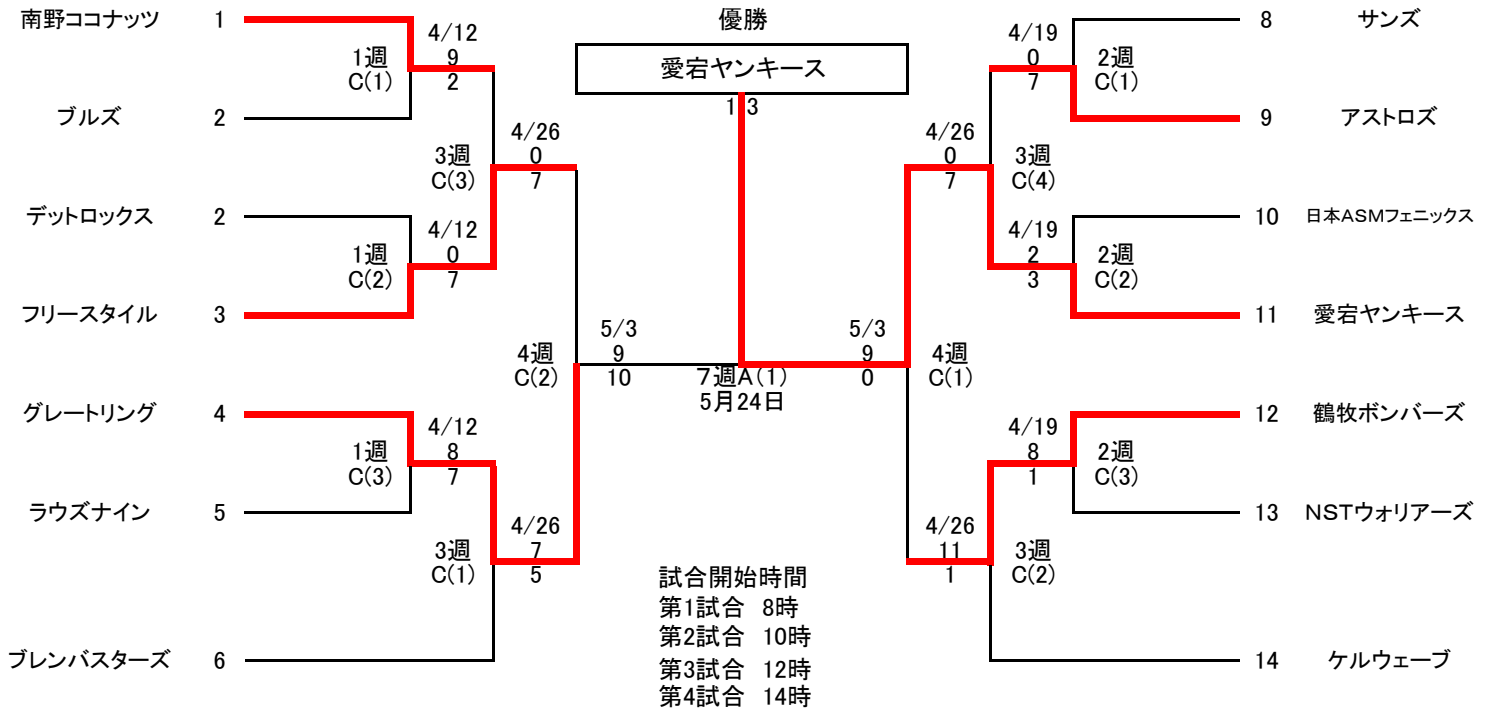 優勝
愛宕ヤンキース
1 3
南野ココナッツ 1
4/12
1週 9
C(1) 2
ブルズ 2
4/26
3週 0
C(3) 7
デットロックス 2
4/12
1週 0
C(2) 7
フリースタイル 3
5/3
4週 9
C(2) 10
グレートリング 4
4/12
1週 8
C(3) 7
ラウズナイン 5
4/26
3週 7
C(1) 5
ブレンバスターズ 6
7週A(1)
5月24日
8 サンズ
4/19
0 2週
7 C(1)
9 アストロズ
4/26
0 3週
7 C(4)
10 日本ASMフェニックス
4/19
2 2週
3 C(2)
11 愛宕ヤンキース
5/3
9 4週
0 C(1)
12 鶴牧ボンバーズ
4/19
8 2週
1 C(3)
13 NSTウォリアーズ
4/26
11 3週
1 C(2)
14 ケルウェーブ
試合開始時間
第1試合 8時
第2試合 10時
第3試合 12時
第4試合 14時